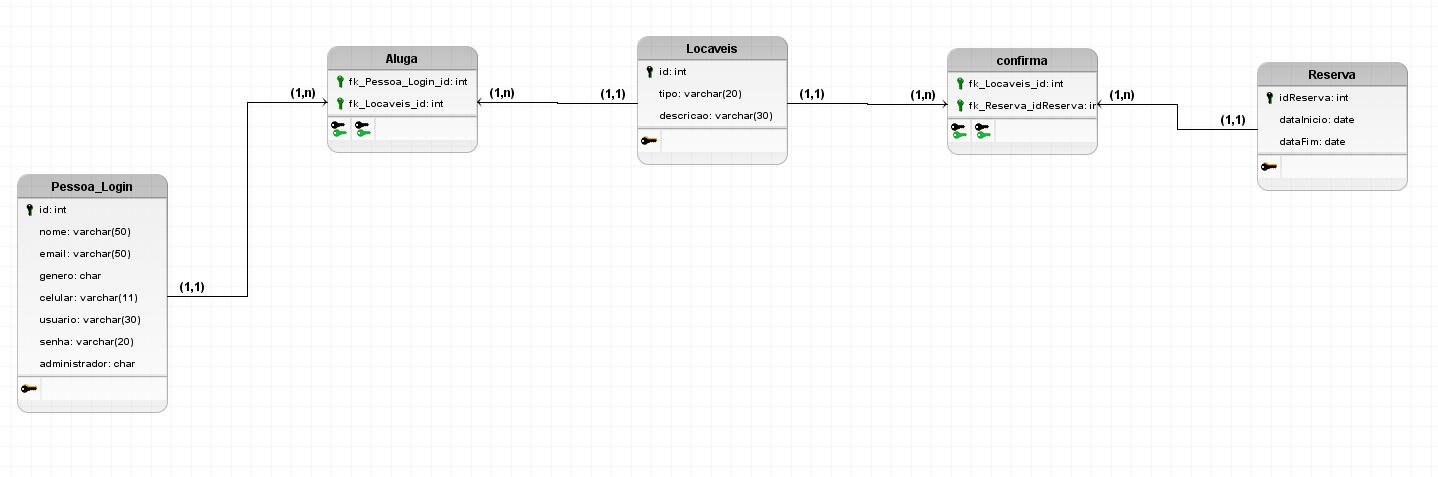 Aluga
fk_Pessoa_Login_id: int
fk_Locaveis_id: int
(1,n)
(1,n)
Locaveis
id: int
tipo: varchar(20)
descricao: varchar(30)
(1,1)
(1,1)
confirma
fk_Locaveis_id: int
fk_Reserva_idReserva: ir
(1,n)
(1,n)
Reserva
idReserva: int
dataInicio: date
dataFim: date
(1,1)
Pessoa_Login
id: int
nome: varchar(50)
email: varchar(50)
genero: char
celular: varchar(11)
usuario: varchar(30)
senha: varchar(20)
administrador: char
(1,1)